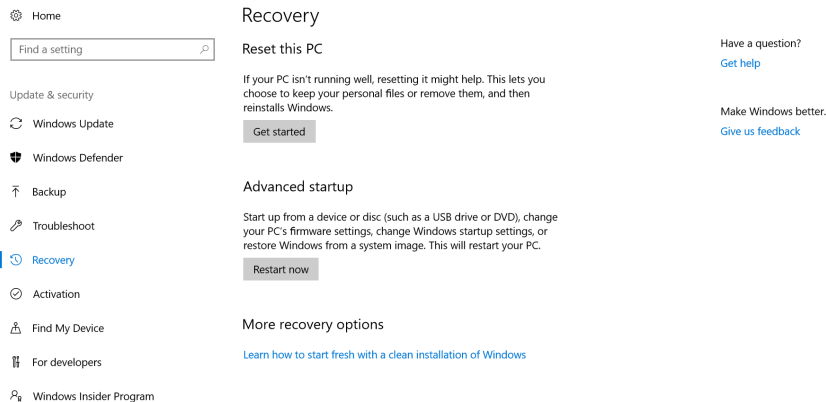 Home
Find a setting
Update & security
Windows Update
Windows Defender
Backup
Troubleshoot
Recovery
Activation
Find My Device
For developers
Windows Insider Program
Recovery
Reset this PC
If your PC isn't running well, resetting it might help. This lets you
choose to keep your personal files or remove them, and then
reinstalls Windows.
Get started
Advanced startup
Start up from a device or disc (such as a USB drive or DVD), change
your PC's firmware settings, change Windows startup settings, or
restore Windows from a system image. This will restart your PC.
Restart now
More recovery options
Learn how to start fresh with a clean installation of Windows
Have a question?
Get help
Make Windows better.
Give us feedback